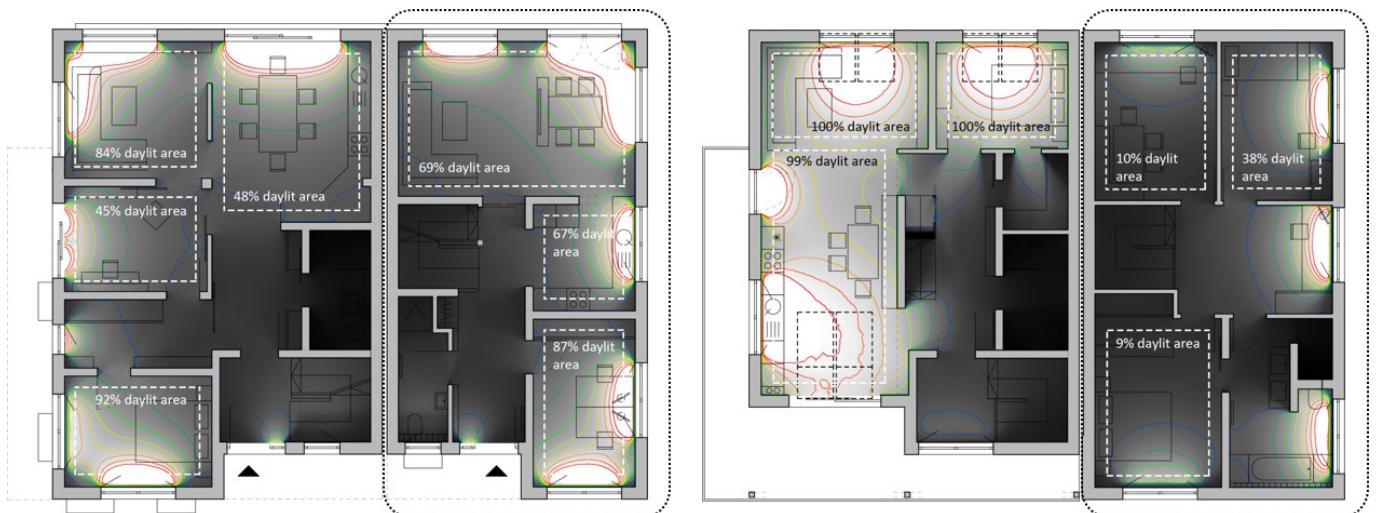 84% daylit area
48% daylit area
45% daylit area
92% daylit area
69% daylit area
67% daylit
area
87% daylit
area
100% daylit area
100% daylit area
99% daylit area
10% daylit
area
38% daylit
area
9% daylit area